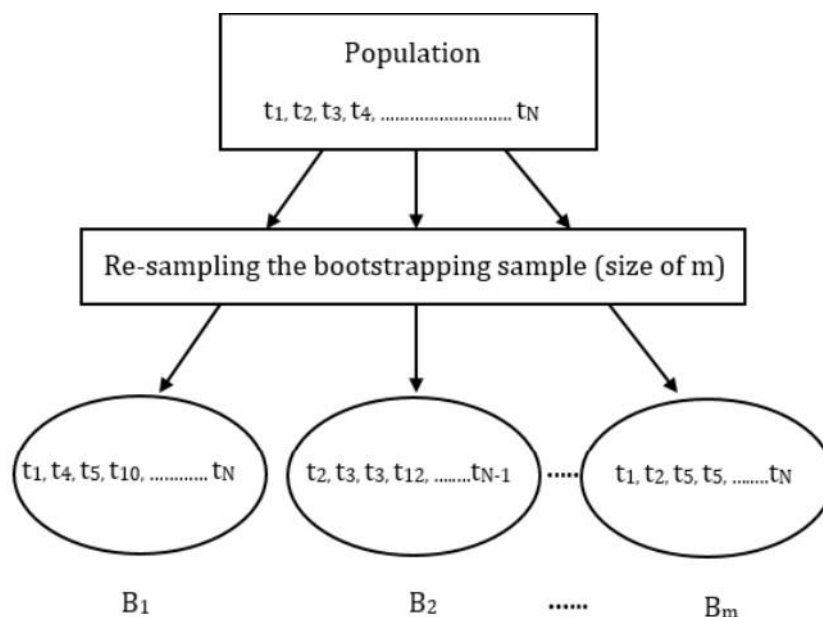 Population
t1, t2, t3, t4, ........................... tN
Re-sampling the bootstrapping sample (size of m)
t1, t4, t5, t10, ............ tN
t2, t3, t3, t12, ........tN-1
......
t1, t2, t5, t5, ........tN
B1
B2
......
Bm